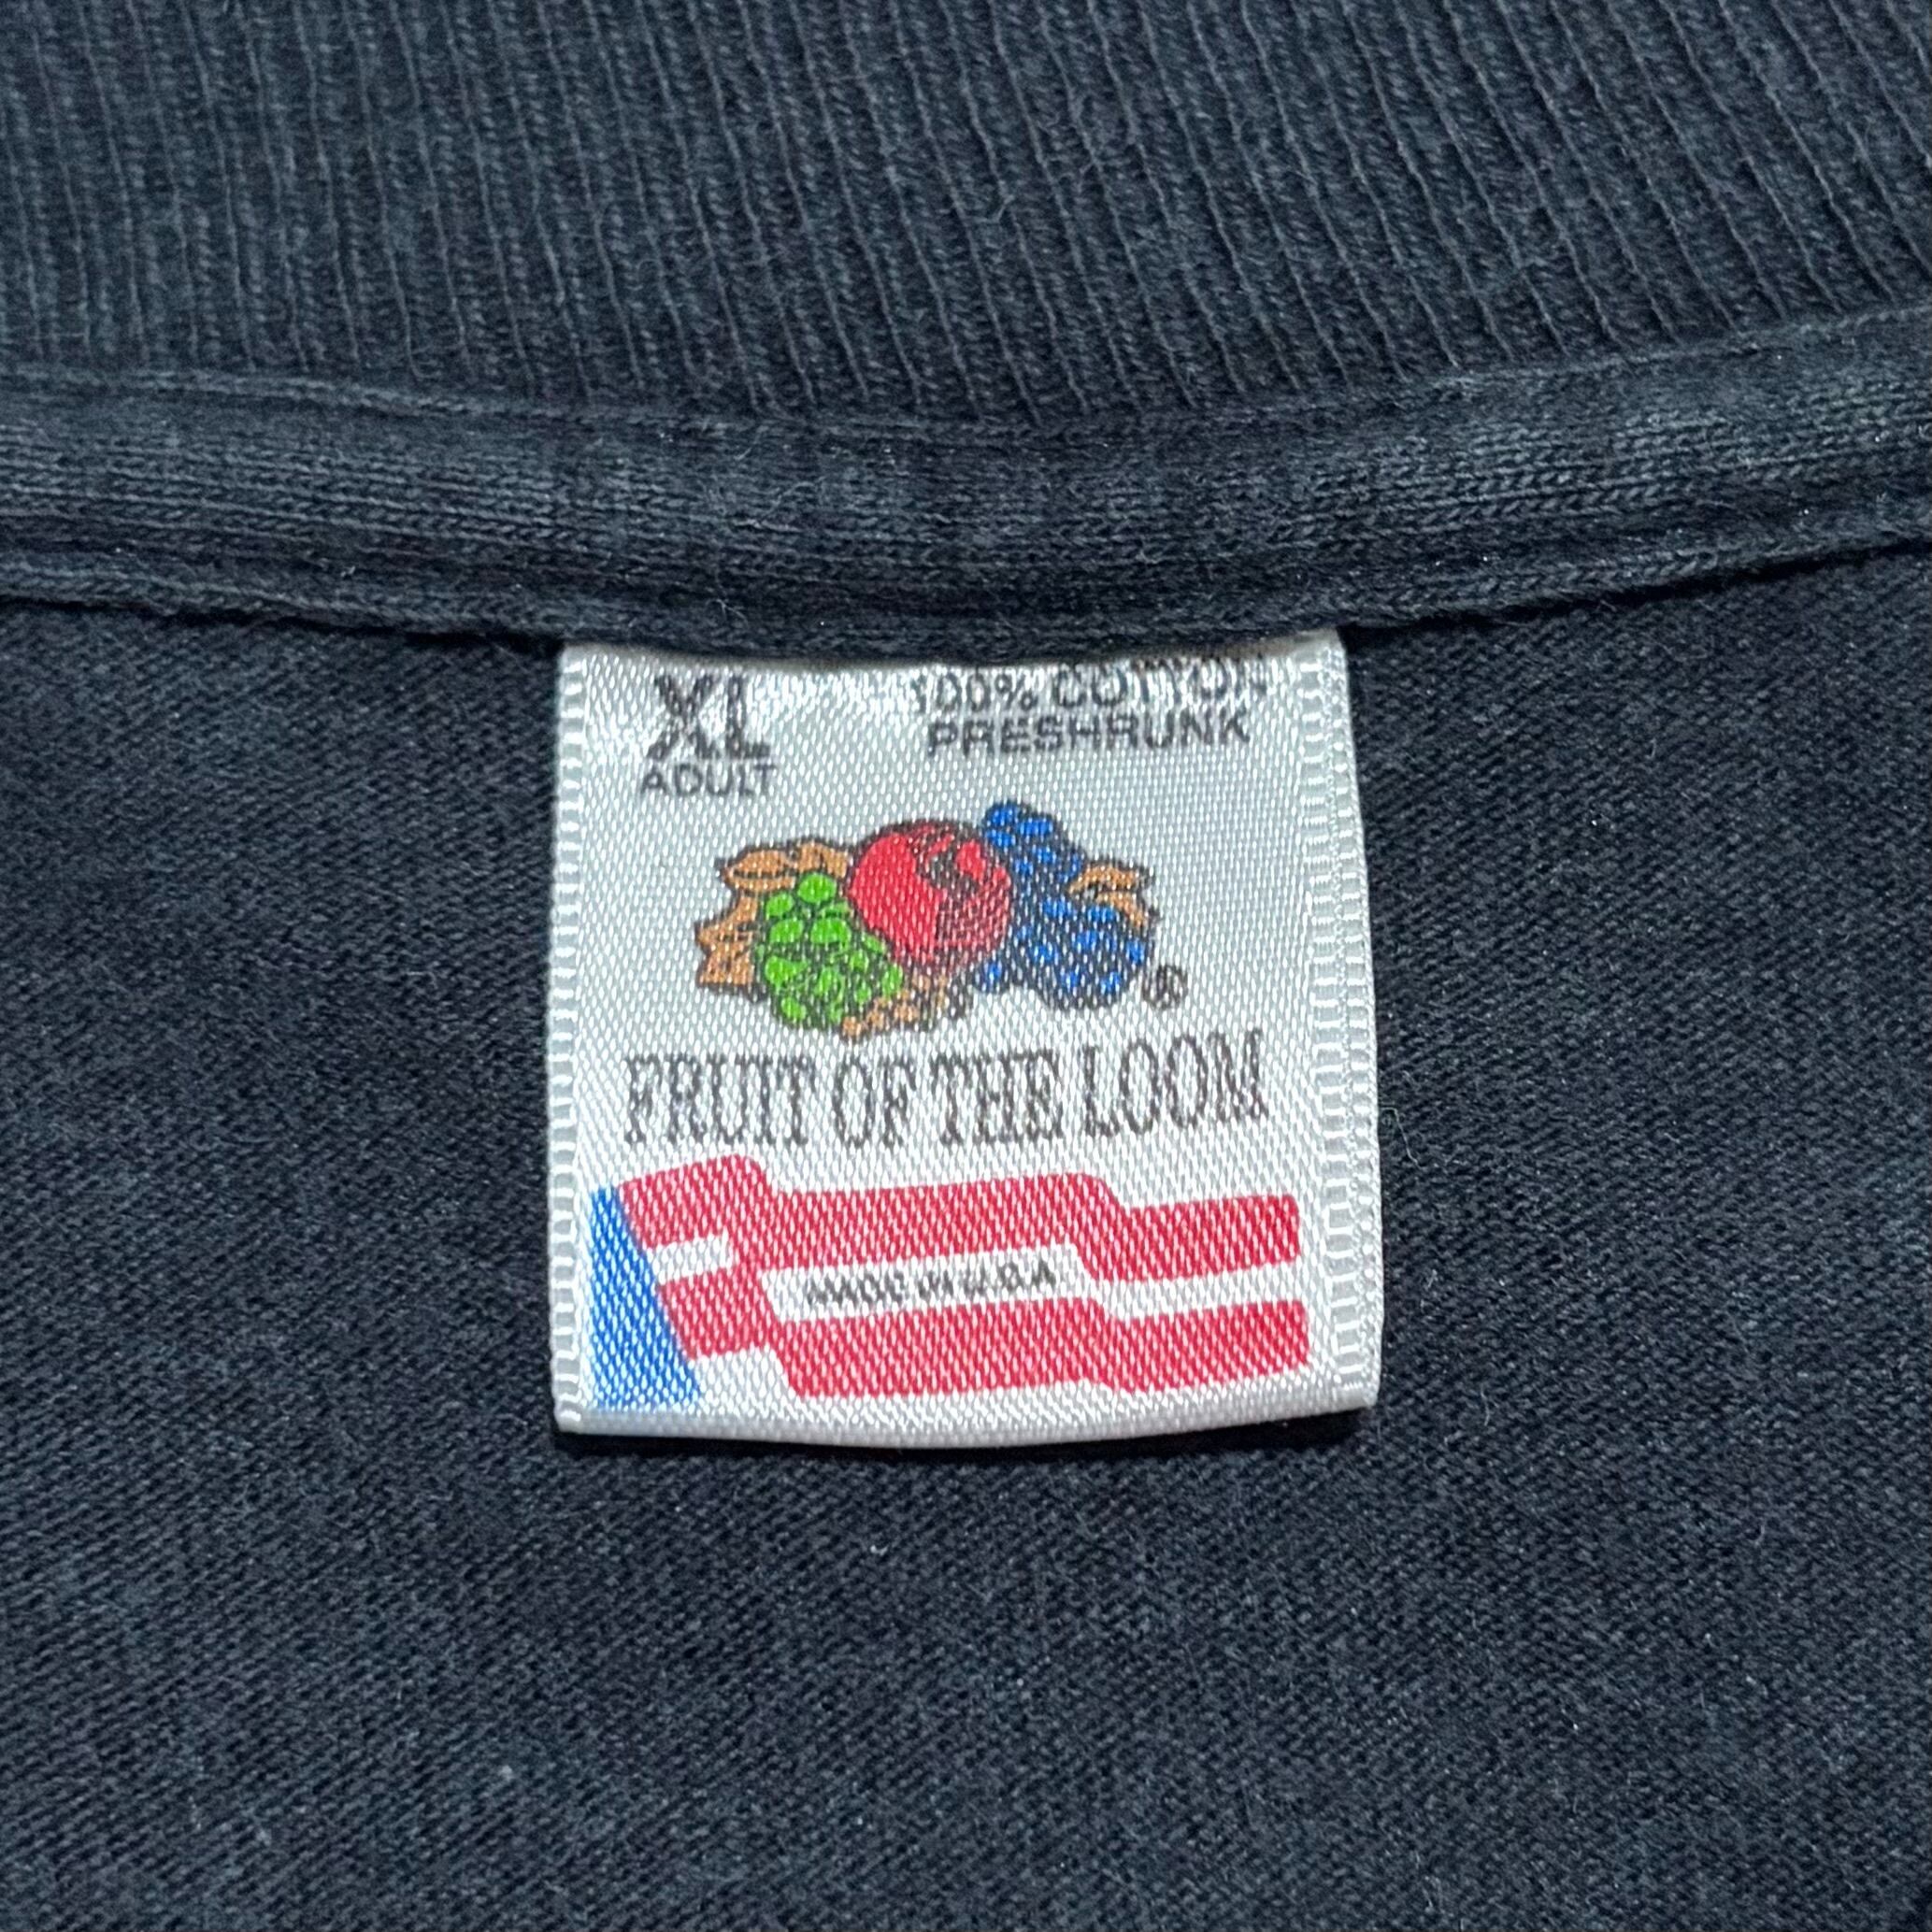 XL
ADULT
100% COTTON
PRESHRUNK
®
FRUIT OF THE LOOM
MADE IN U.S.A.